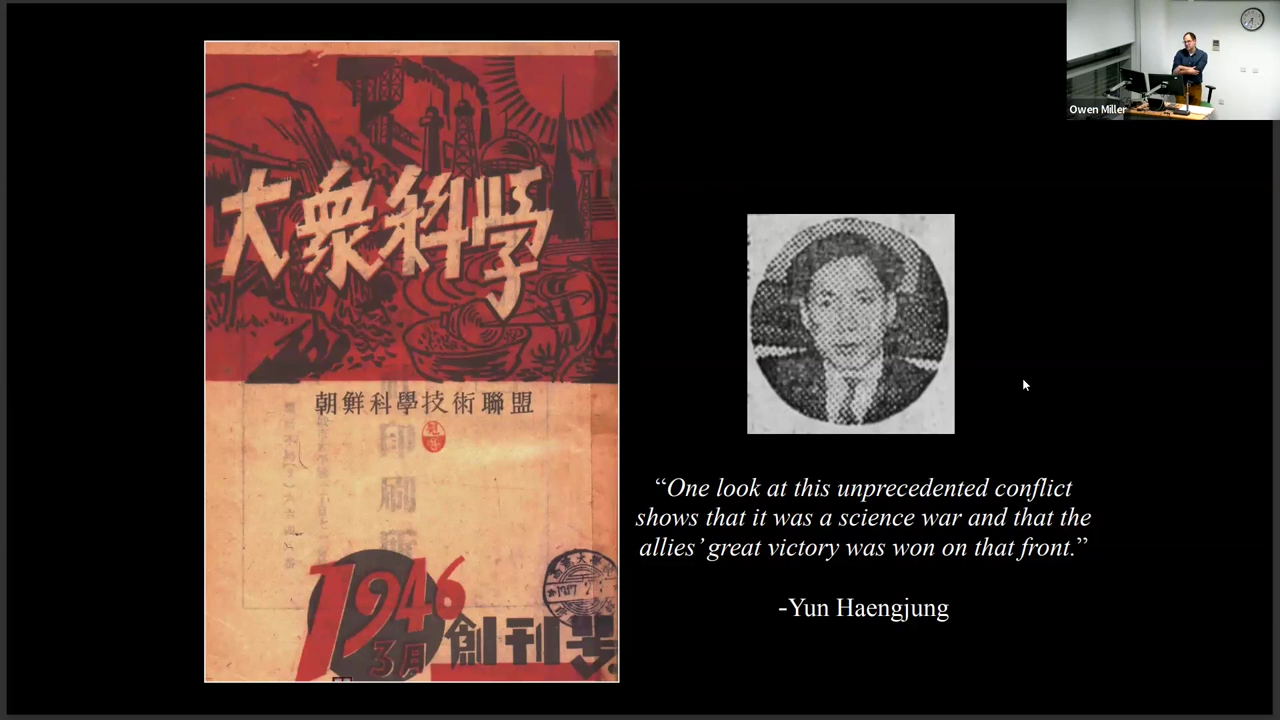 Owen Miller
大衆科學
朝鮮科學技術聯盟
印刷
1946
3月
創刊号
“One look at this unprecedented conflict
shows that it was a science war and that the
allies’ great victory was won on that front.”
-Yun Haengjung